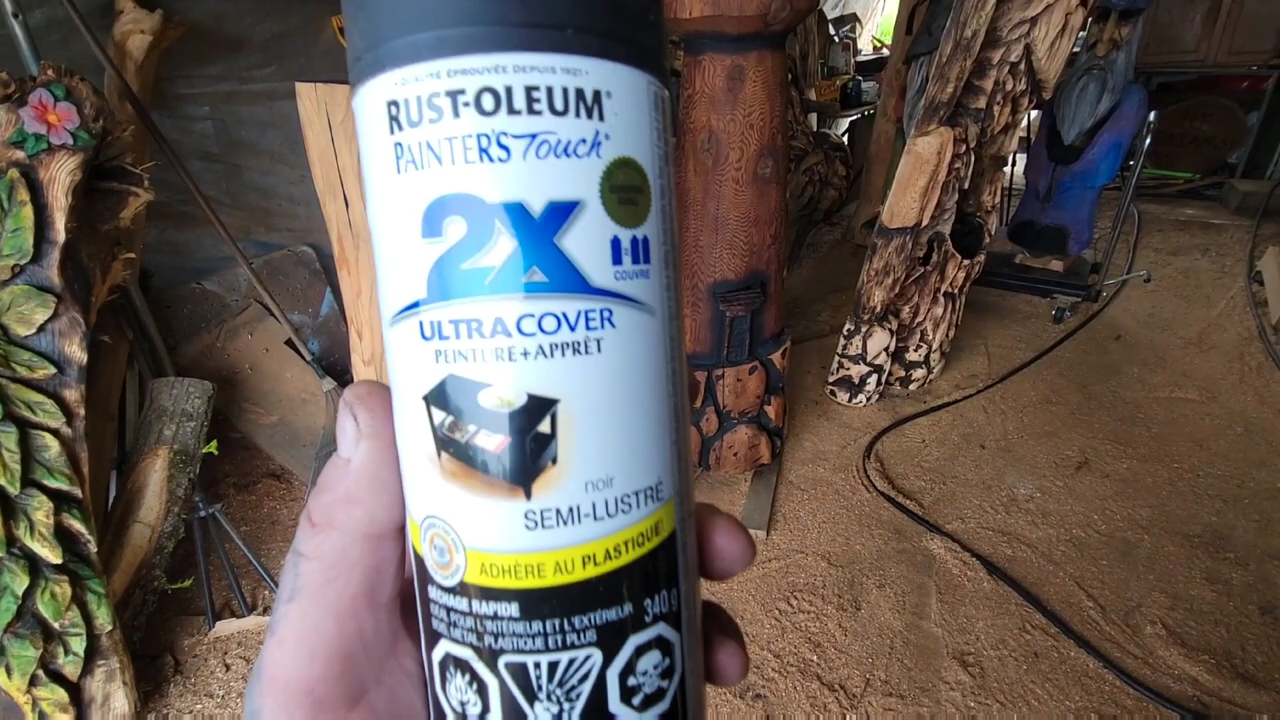 QUALITÉ ÉPROUVÉE DEPUIS 1921
RUST-OLEUM®
PAINTER'S Touch®
2X
COUVRE
ULTRA COVER
PEINTURE+APPRÊT
noir
SEMI-LUSTRÉ
ADHÈRE AU PLASTIQUE!
SÉCHAGE RAPIDE
IDÉAL POUR L'INTÉRIEUR ET L'EXTÉRIEUR
BOIS, MÉTAL, PLASTIQUE ET PLUS
340 g